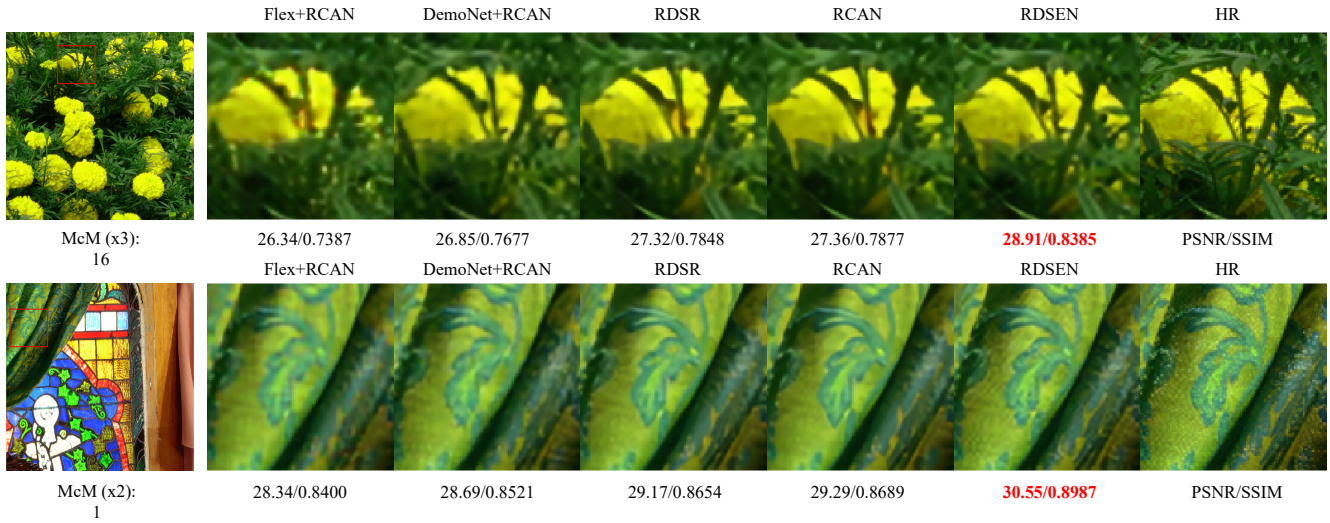 Flex+RCAN DemoNet+RCAN RDSR RCAN RDSEN HR
McM (x3): 26.34/0.7387 26.85/0.7677 27.32/0.7848 27.36/0.7877 28.91/0.8385 PSNR/SSIM
16
Flex+RCAN DemoNet+RCAN RDSR RCAN RDSEN HR
McM (x2): 28.34/0.8400 28.69/0.8521 29.17/0.8654 29.29/0.8689 30.55/0.8987 PSNR/SSIM
1